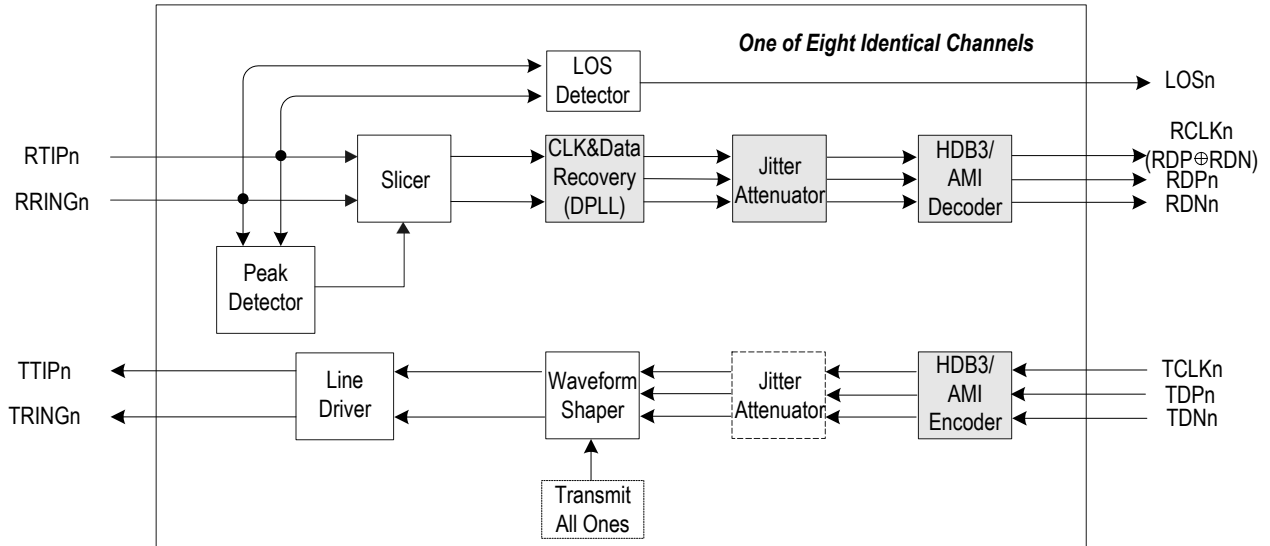 One of Eight Identical Channels
LOS
Detector
LOSn
RTIPn
RRINGn
Slicer
CLK&Data
Recovery
(DPLL)
Jitter
Attenuator
HDB3/
AMI
Decoder
RCLKn
(RDP⊕RDN)
RDPn
RDNn
Peak
Detector
TTIPn
TRINGn
Line
Driver
Waveform
Shaper
Jitter
Attenuator
HDB3/
AMI
Encoder
TCLKn
TDPn
TDNn
Transmit
All Ones